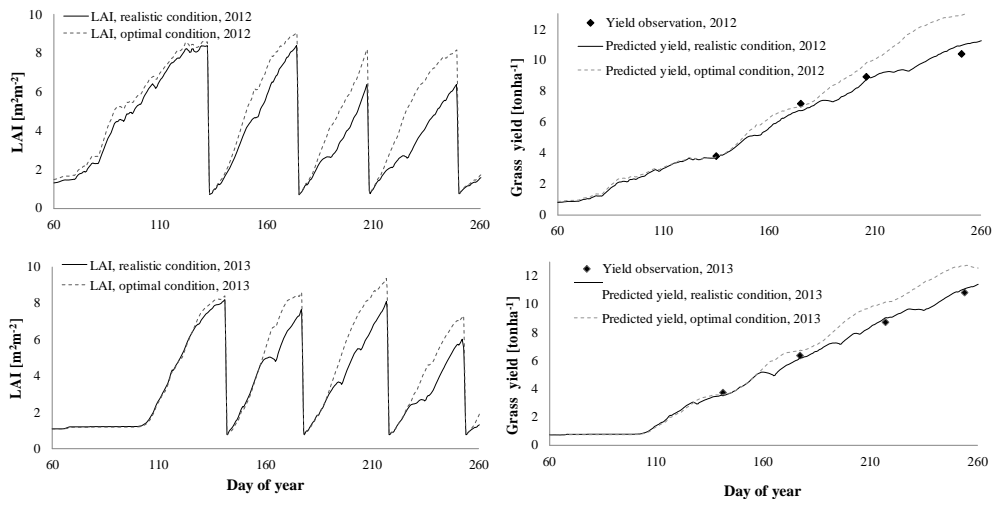 LAI, realistic condition, 2012
LAI, optimal condition, 2012
LAI [m²m⁻²]
10
8
6
4
2
0
60 110 160 210 260
Yield observation, 2012
Predicted yield, realistic condition, 2012
Predicted yield, optimal condition, 2012
Grass yield [tonha⁻¹]
12
10
8
6
4
2
0
60 110 160 210 260
LAI, realistic condition, 2013
LAI, optimal condition, 2013
LAI [m²m⁻²]
10
8
6
4
2
0
60 110 160 210 260
Day of year
Yield observation, 2013
Predicted yield, realistic condition, 2013
Predicted yield, optimal condition, 2013
Grass yield [tonha⁻¹]
12
10
8
6
4
2
0
60 110 160 210 260
Day of year